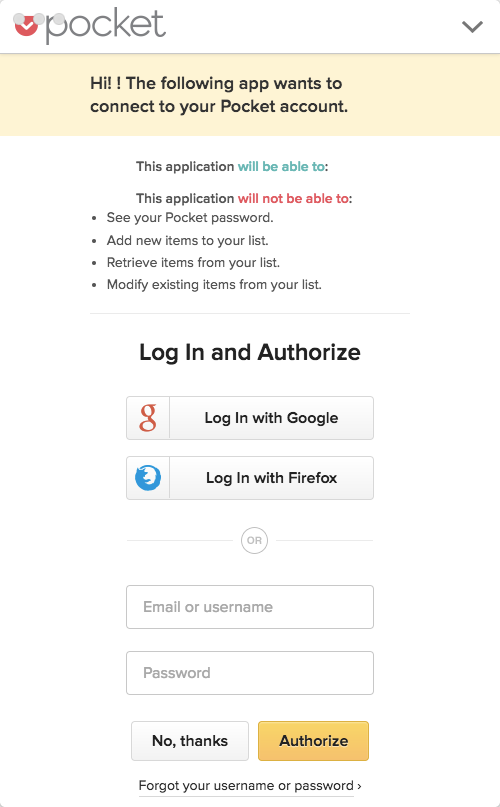 pocket
Hi! ! The following app wants to
connect to your Pocket account.
This application will be able to:
This application will not be able to:
• See your Pocket password.
• Add new items to your list.
• Retrieve items from your list.
• Modify existing items from your list.
Log In and Authorize
g Log In with Google
Log In with Firefox
OR
Email or username
Password
No, thanks Authorize
Forgot your username or password ›